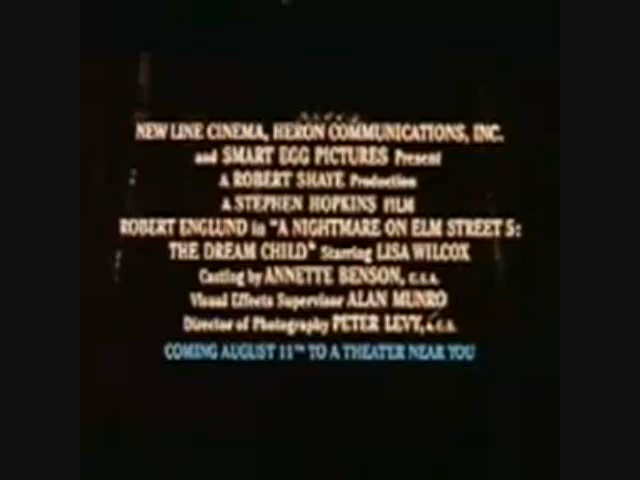 NEW LINE CINEMA, HERON COMMUNICATIONS, INC.
and SMART EGG PICTURES Present
A ROBERT SHAYE Production
A STEPHEN HOPKINS FILM
ROBERT ENGLUND in "A NIGHTMARE ON ELM STREET 5:
THE DREAM CHILD" Starring LISA WILCOX
Casting by ANNETTE BENSON, C.S.A.
Visual Effects Supervisor ALAN MUNRO
Director of Photography PETER LEVY, A.C.S.
COMING AUGUST 11TH TO A THEATER NEAR YOU